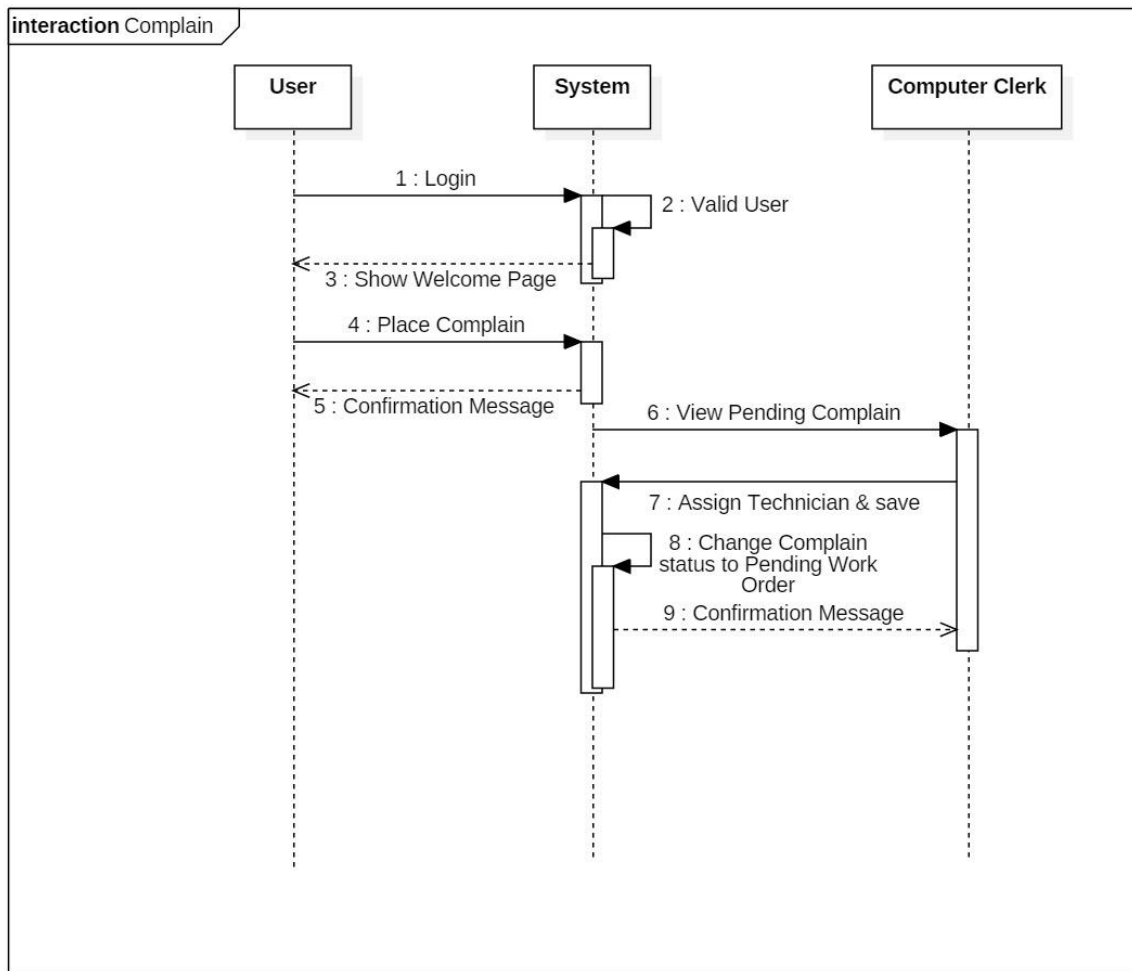 interaction Complain
User
System
Computer Clerk
1 : Login
2 : Valid User
3 : Show Welcome Page
4 : Place Complain
5 : Confirmation Message
6 : View Pending Complain
7 : Assign Technician & save
8 : Change Complain
status to Pending Work
Order
9 : Confirmation Message